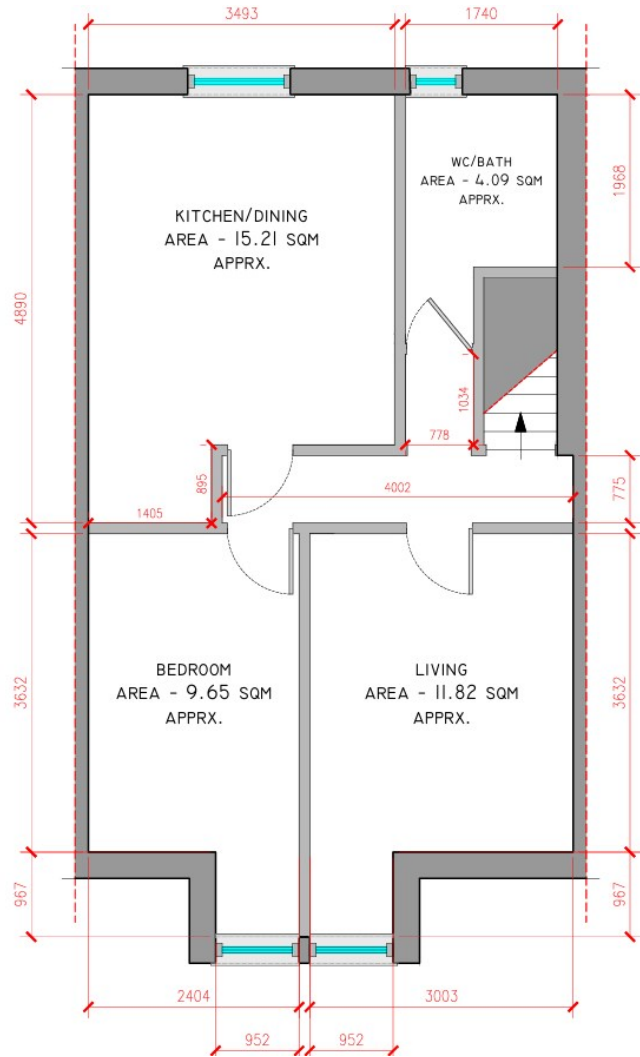 3493
1740
WC/BATH
AREA - 4.09 SQM
APPRX.
1968
KITCHEN/DINING
AREA - 15.21 SQM
APPRX.
4890
1034
778
895
4002
775
1405
3632
BEDROOM
AREA - 9.65 SQM
APPRX.
LIVING
AREA - 11.82 SQM
APPRX.
3632
967
967
2404
3003
952
952